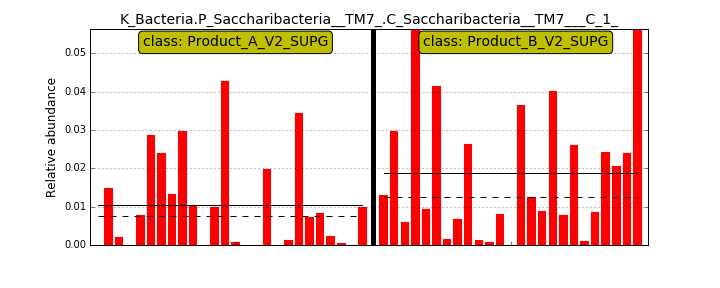 K_Bacteria.P_Saccharibacteria__TM7_.C_Saccharibacteria__TM7___C_1_
class: Product_A_V2_SUPG
class: Product_B_V2_SUPG
Relative abundance
0.05
0.04
0.03
0.02
0.01
0.00